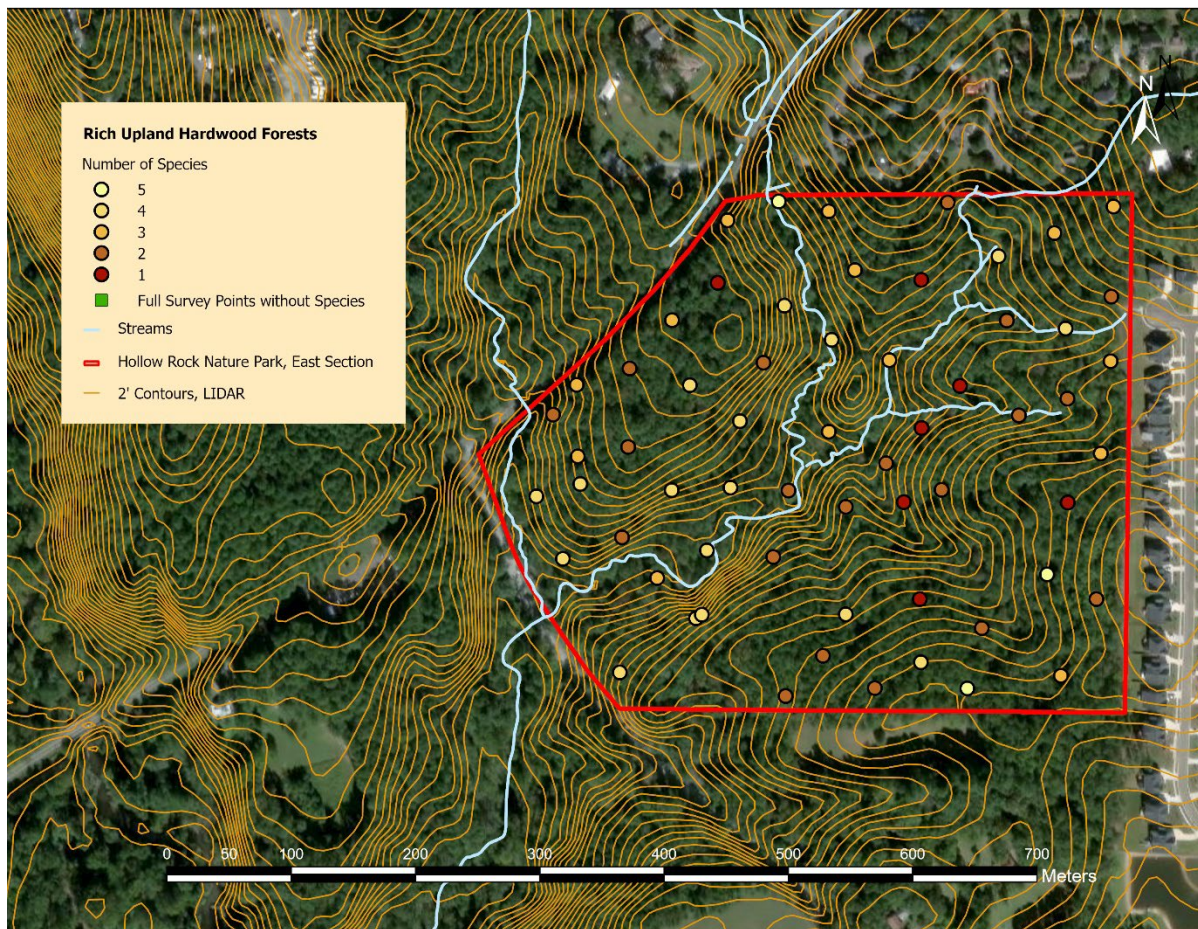 Rich Upland Hardwood Forests
Number of Species
5
4
3
2
1
Full Survey Points without Species
Streams
Hollow Rock Nature Park, East Section
2' Contours, LIDAR
N
N
0 50 100 200 300 400 500 600 700
Meters